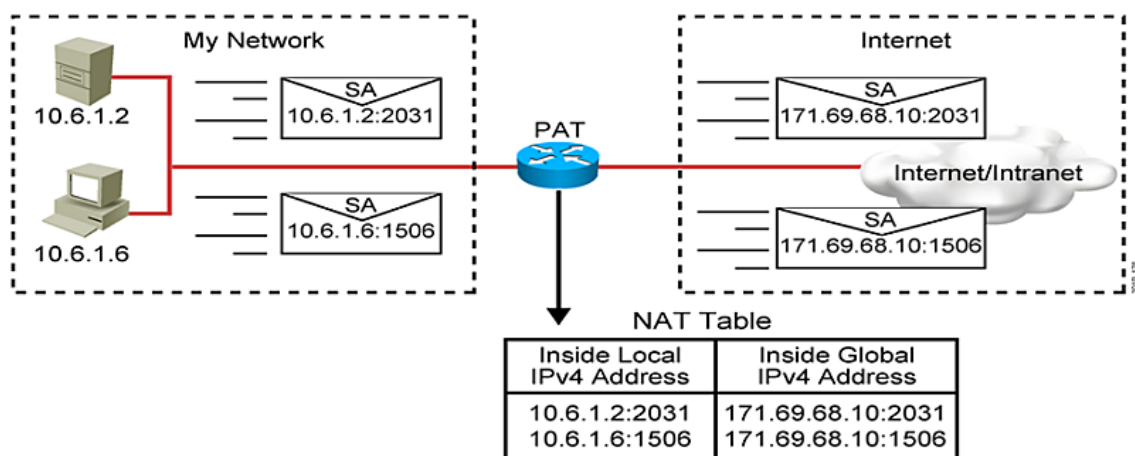 My Network
Internet
10.6.1.2
SA
10.6.1.2:2031
PAT
SA
171.69.68.10:2031
Internet/Intranet
10.6.1.6
SA
10.6.1.6:1506
SA
171.69.68.10:1506
NAT Table
Inside Local
IPv4 Address
Inside Global
IPv4 Address
10.6.1.2:2031
171.69.68.10:2031
10.6.1.6:1506
171.69.68.10:1506